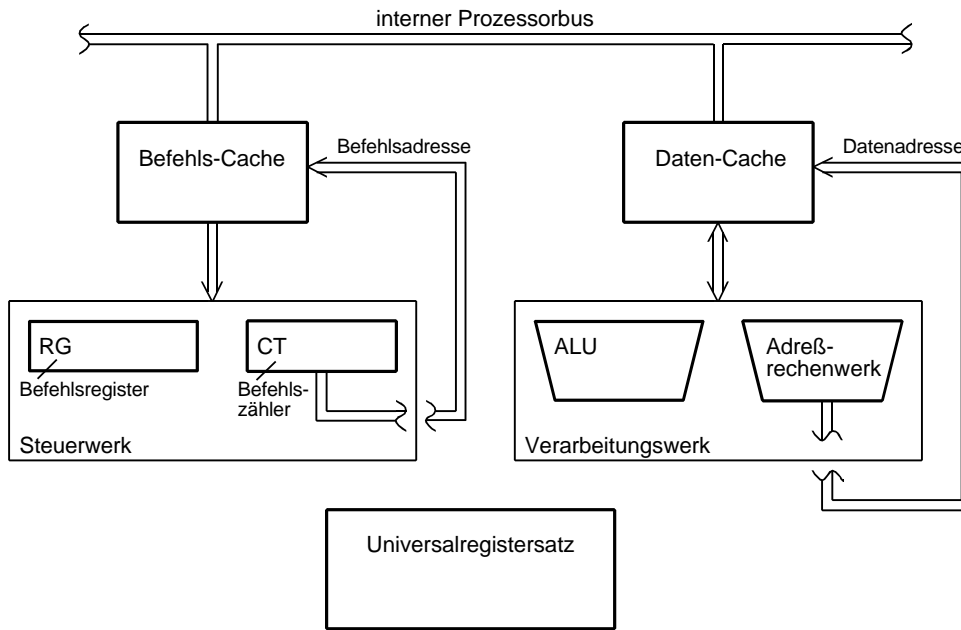 interner Prozessorbus
Befehls-Cache
Befehlsadresse
Daten-Cache
Datenadresse
RG
Befehlsregister
CT
Befehls-
zähler
Steuerwerk
ALU
Adreß-
rechenwerk
Verarbeitungswerk
Universalregistersatz